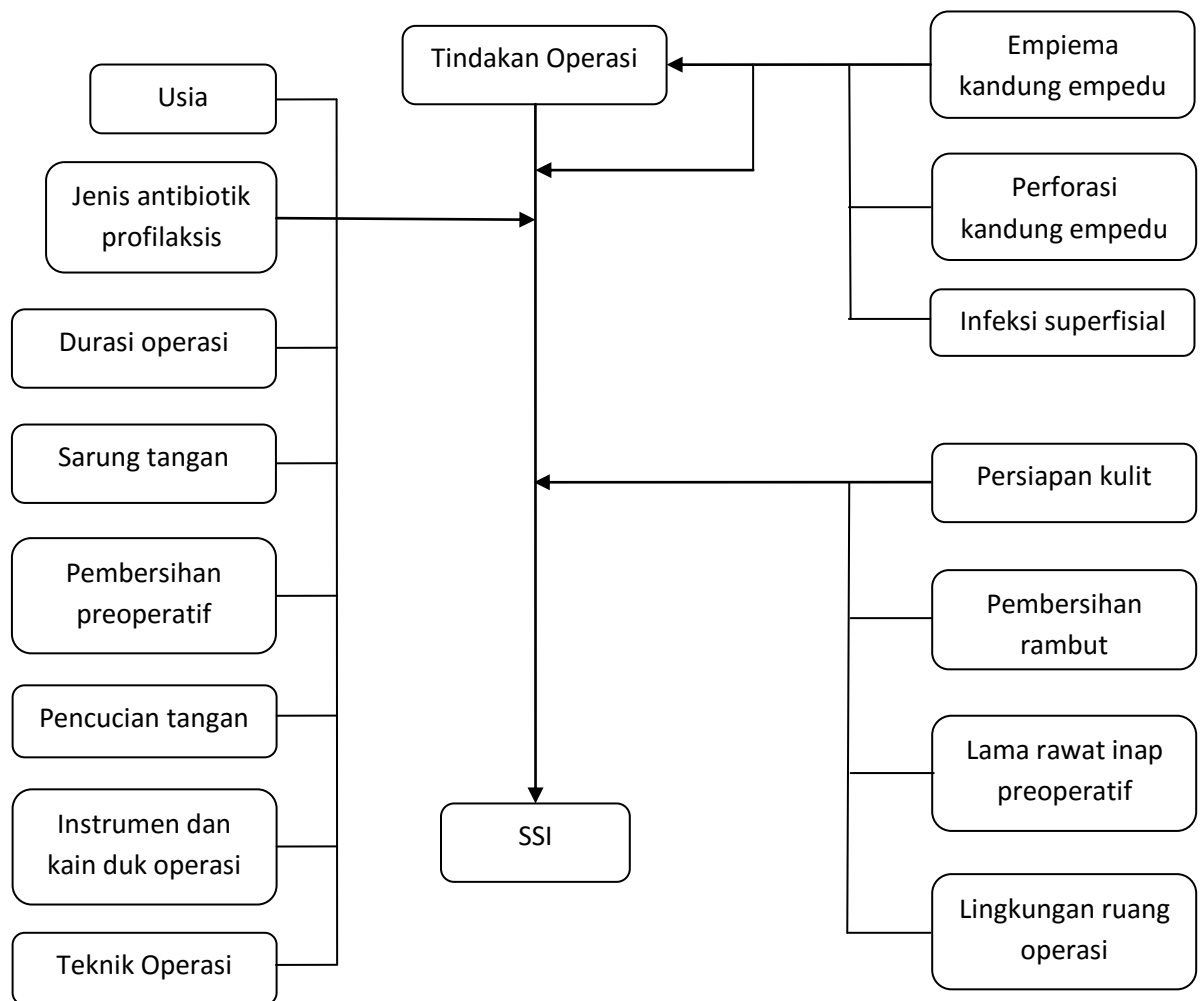 Tindakan Operasi
Usia
Jenis antibiotik
profilaksis
Durasi operasi
Sarung tangan
Pembersihan
preoperatif
Pencucian tangan
Instrumen dan
kain duk operasi
Teknik Operasi
SSI
Empiema
kandung empedu
Perforasi
kandung empedu
Infeksi superfisial
Persiapan kulit
Pembersihan
rambut
Lama rawat inap
preoperatif
Lingkungan ruang
operasi